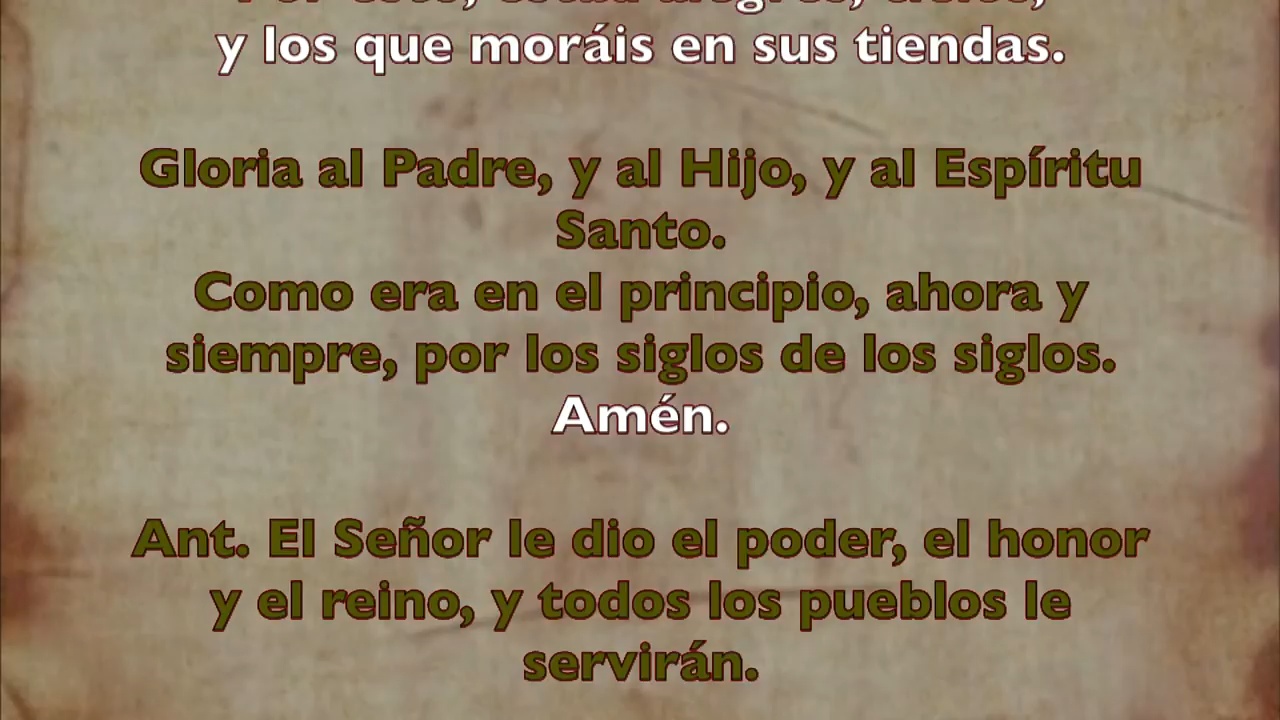 y los que moráis en sus tiendas.
Gloria al Padre, y al Hijo, y al Espíritu
Santo.
Como era en el principio, ahora y
siempre, por los siglos de los siglos.
Amén.
Ant. El Señor le dio el poder, el honor
y el reino, y todos los pueblos le
servirán.